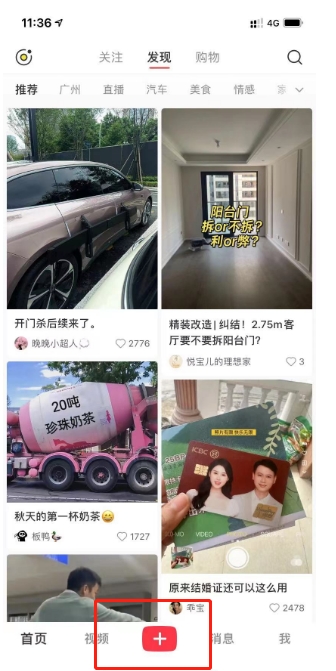 11:36
4G
关注 发现 购物
推荐 广州 直播 汽车 美食 情感
阳台门
拆or不拆?
利or弊?
开门杀后续来了。
晚晚小超人 2776
精装改造|纠结!2.75m客
厅要不要拆阳台门?
悦宝儿的理想家 3
20吨
珍珠奶茶
秋天的第一杯奶茶
板鸭 1727
ICBC
VIDEO
原来结婚证还可以这么用
乖宝 2478
首页 视频 消息 我